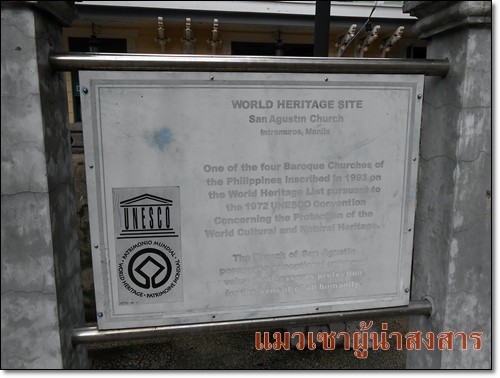 WORLD HERITAGE SITE
San Agustin Church
Intramuros, Manila
One of the four Baroque Churches of
the Philippines inscribed in 1993 on
the World Heritage List pursuant to
the 1972 UNESCO Convention
Concerning the Protection of the
World Cultural and Natural Heritage.
The Church of San Agustin
UNESCO
PATRIMONIO MUNDIAL
WORLD HERITAGE
PATRIMOINE MONDIAL
protection
humanity.
แมวเซาผู้น่าสงสาร